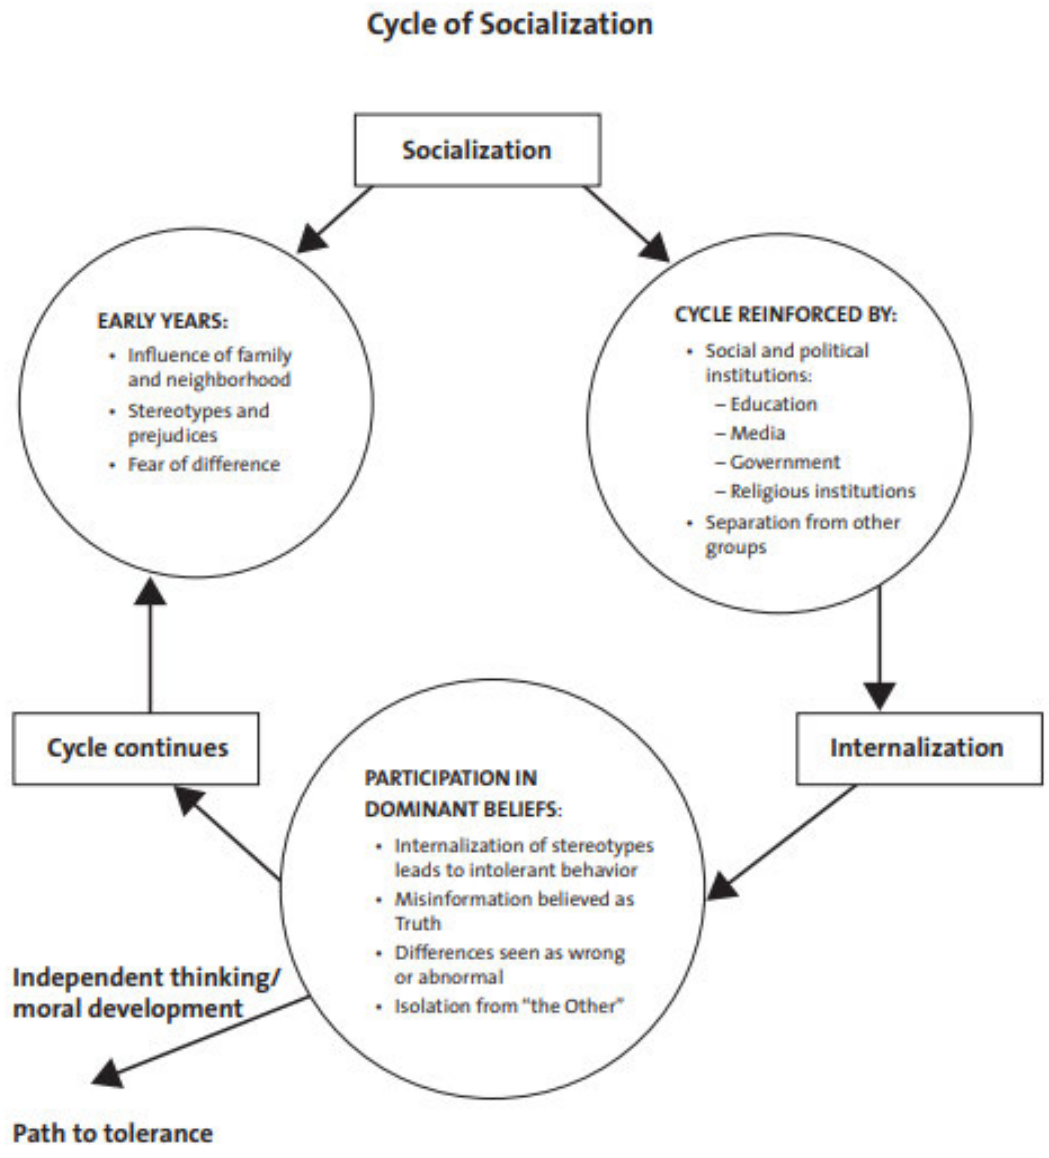 Cycle of Socialization
Socialization
EARLY YEARS:
• Influence of family
and neighborhood
• Stereotypes and
prejudices
• Fear of difference
CYCLE REINFORCED BY:
• Social and political
institutions:
– Education
– Media
– Government
– Religious institutions
• Separation from other
groups
Internalization
PARTICIPATION IN
DOMINANT BELIEFS:
• Internalization of stereotypes
leads to intolerant behavior
• Misinformation believed as
Truth
• Differences seen as wrong
or abnormal
• Isolation from “the Other”
Cycle continues
Independent thinking/
moral development
Path to tolerance